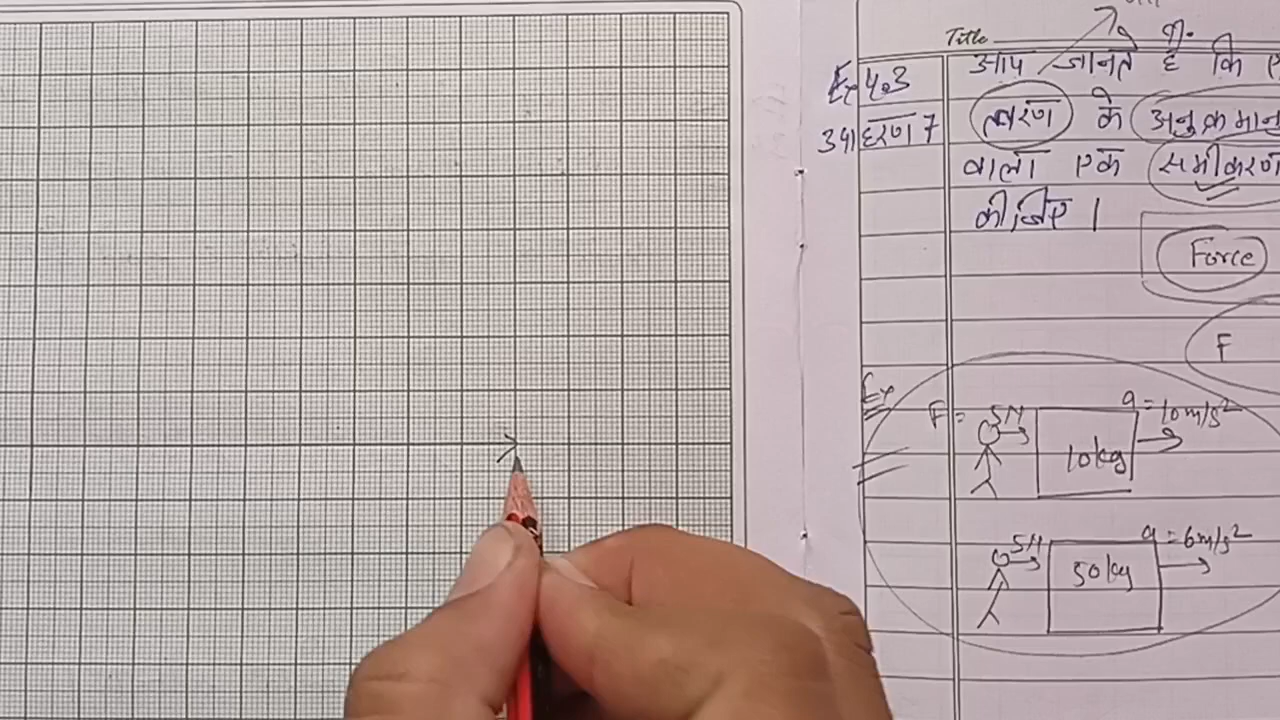 Title
Ex 4.3
उदाहरण 7
आप जानते है कि
त्वरण के अनुक्रमानु
वाला एक समीकरण
कीजिए।
Force
F
Ex
F = 5N 10kg a = 10m/s²
5N 50kg a = 6m/s²